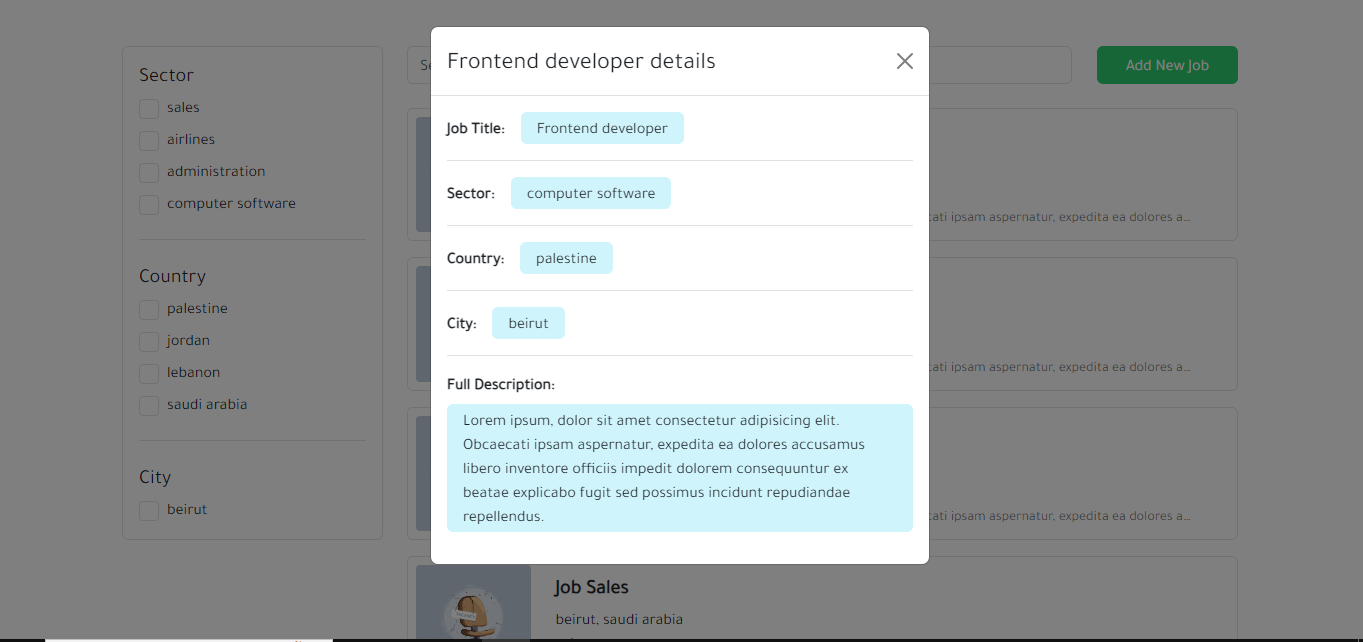 Sector
sales
airlines
administration
computer software
Country
palestine
jordan
lebanon
saudi arabia
City
beirut
Add New Job
Frontend developer details
Job Title: Frontend developer
Sector: computer software
Country: palestine
City: beirut
Full Description:
Lorem ipsum, dolor sit amet consectetur adipisicing elit.
Obcaecati ipsam aspernatur, expedita ea dolores accusamus
libero inventore officiis impedit dolorem consequuntur ex
beatae explicabo fugit sed possimus incidunt repudiandae
repellendus.
ipsam aspernatur, expedita ea dolores a...
ipsam aspernatur, expedita ea dolores a...
ipsam aspernatur, expedita ea dolores a...
Job Sales
beirut, saudi arabia